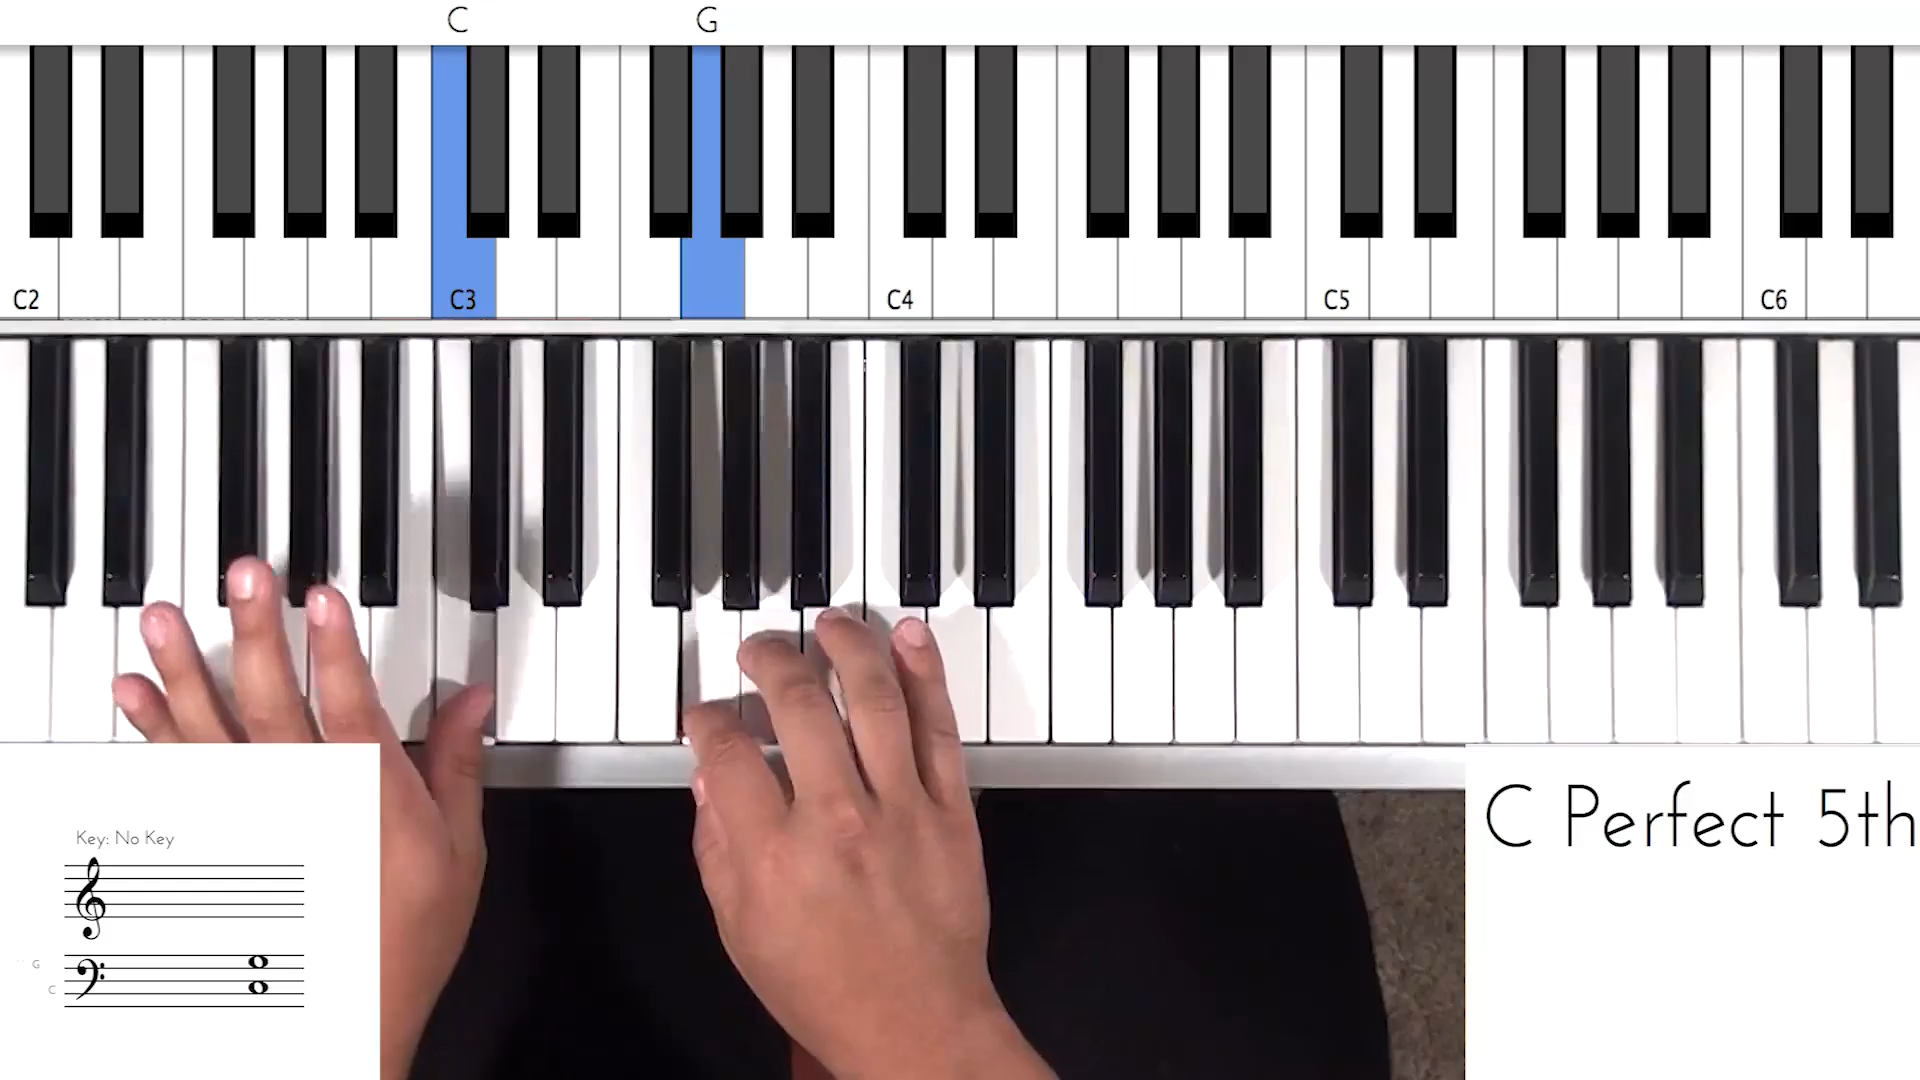 C G
C2 C3 C4 C5 C6
Key: No Key
G
C
C Perfect 5th